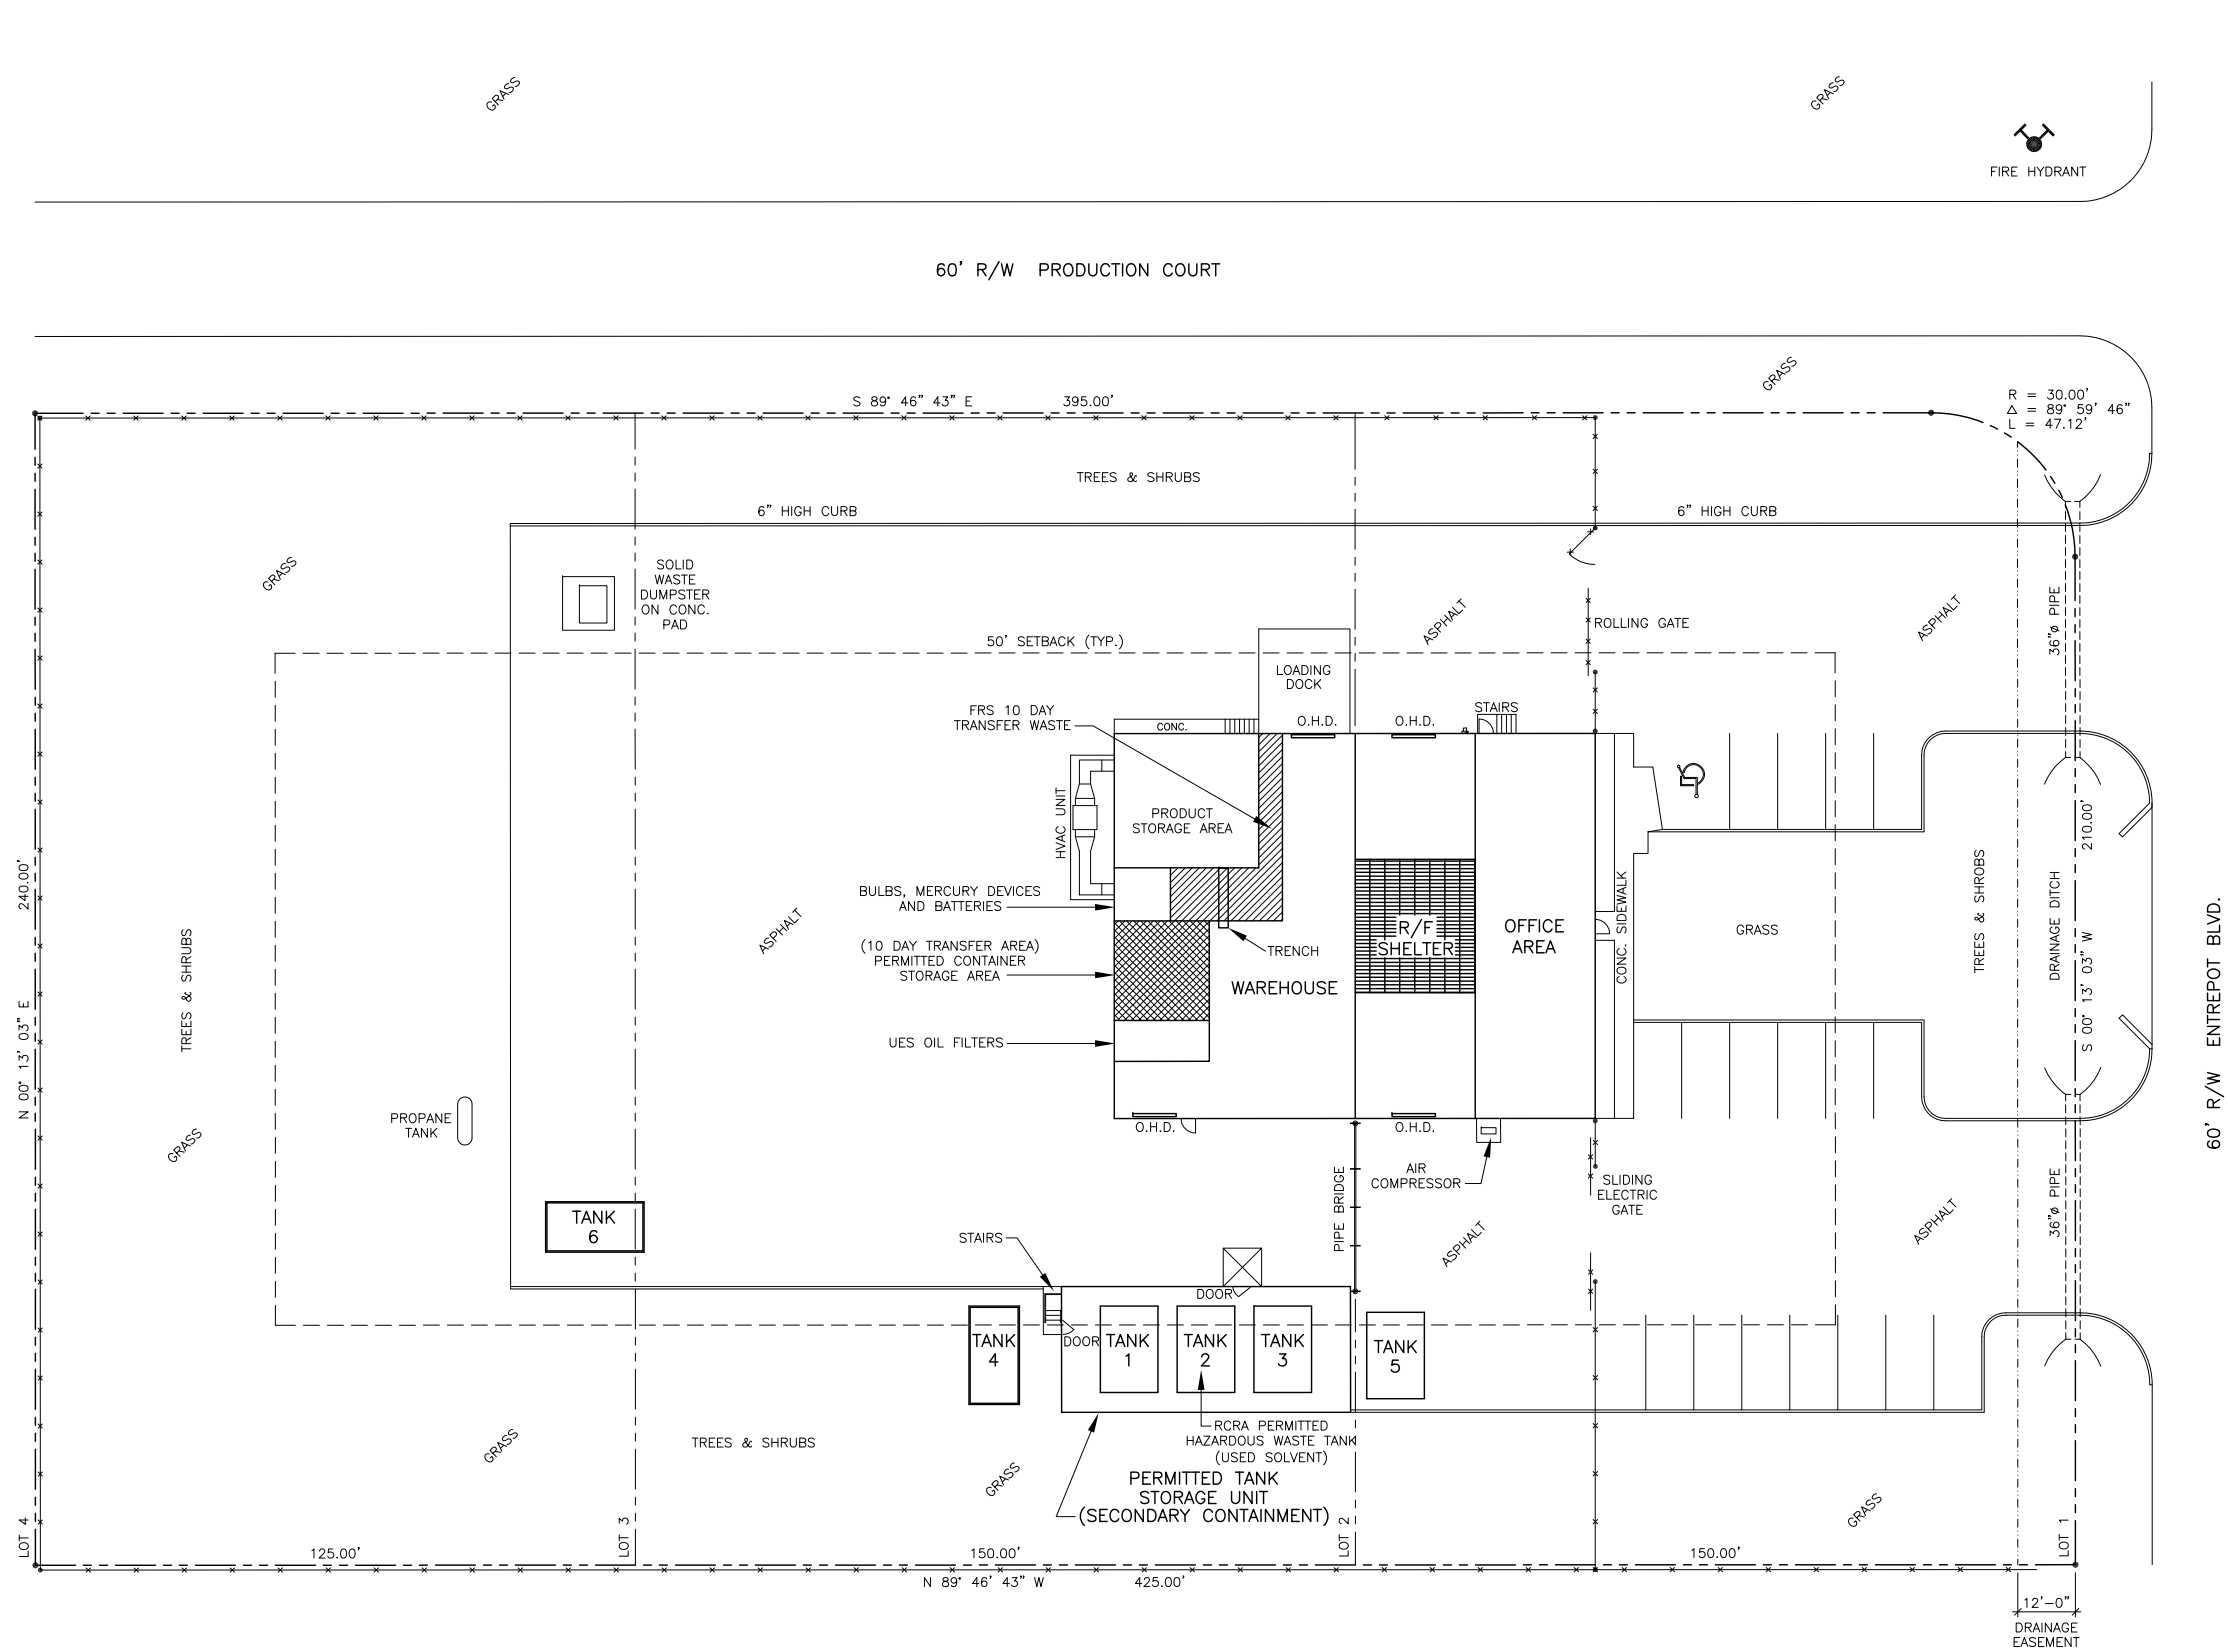 GRASS
GRASS
FIRE HYDRANT
60' R/W PRODUCTION COURT
GRASS
R = 30.00'
Δ = 89° 59' 46"
L = 47.12'
S 89° 46" 43" E 395.00'
TREES & SHRUBS
6" HIGH CURB
6" HIGH CURB
GRASS
SOLID
WASTE
DUMPSTER
ON CONC.
PAD
ASPHALT
ROLLING GATE
ASPHALT
36"ø PIPE
50' SETBACK (TYP.)
LOADING
DOCK
FRS 10 DAY
TRANSFER WASTE
CONC.
O.H.D.
O.H.D.
STAIRS
HVAC UNIT
PRODUCT
STORAGE AREA
240.00'
N 00° 13' 03" E
TREES & SHRUBS
ASPHALT
BULBS, MERCURY DEVICES
AND BATTERIES
(10 DAY TRANSFER AREA)
PERMITTED CONTAINER
STORAGE AREA
UES OIL FILTERS
TRENCH
WAREHOUSE
R/F
SHELTER
OFFICE
AREA
CONC. SIDEWALK
GRASS
TREES & SHROBS
DRAINAGE DITCH
210.00'
S 00° 13' 03" W
60' R/W ENTREPOT BLVD.
PROPANE
TANK
GRASS
O.H.D.
O.H.D.
PIPE BRIDGE
AIR
COMPRESSOR
SLIDING
ELECTRIC
GATE
ASPHALT
ASPHALT
36"ø PIPE
TANK
6
STAIRS
DOOR
DOOR
TANK
4
TANK
1
TANK
2
TANK
3
TANK
5
RCRA PERMITTED
HAZARDOUS WASTE TANK
(USED SOLVENT)
PERMITTED TANK
STORAGE UNIT
(SECONDARY CONTAINMENT)
GRASS
TREES & SHRUBS
GRASS
GRASS
LOT 4
LOT 3
LOT 2
LOT 1
125.00'
150.00'
150.00'
N 89° 46' 43" W 425.00'
12'-0"
DRAINAGE
EASEMENT